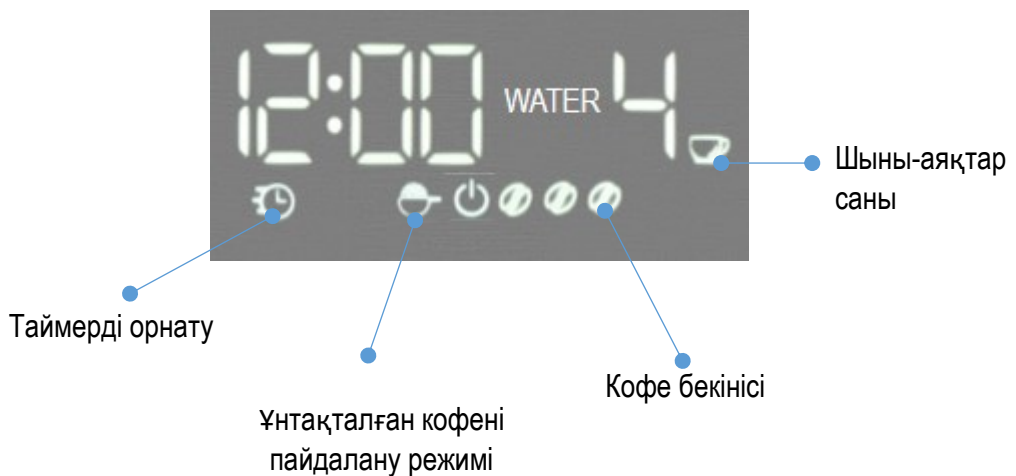 12:00 WATER 4
Шыны-аяқтар
саны
Таймерді орнату
Кофе бекінісі
Ұнтақталған кофені
пайдалану режимі